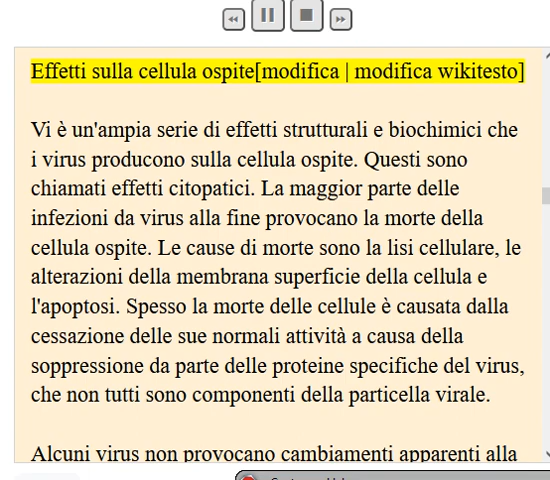 Effetti sulla cellula ospite[modifica | modifica wikitesto]
Vi è un'ampia serie di effetti strutturali e biochimici che
i virus producono sulla cellula ospite. Questi sono
chiamati effetti citopatici. La maggior parte delle
infezioni da virus alla fine provocano la morte della
cellula ospite. Le cause di morte sono la lisi cellulare, le
alterazioni della membrana superficie della cellula e
l'apoptosi. Spesso la morte delle cellule è causata dalla
cessazione delle sue normali attività a causa della
soppressione da parte delle proteine specifiche del virus,
che non tutti sono componenti della particella virale.
Alcuni virus non provocano cambiamenti apparenti alla